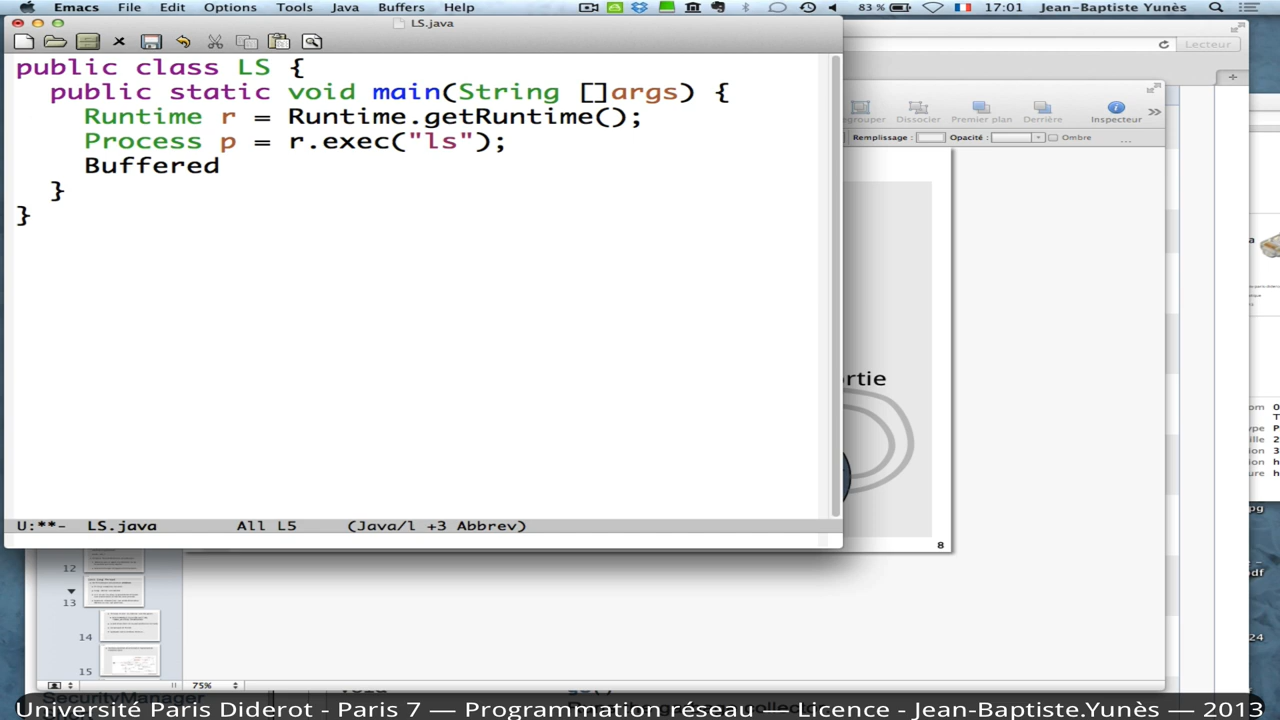 Emacs File Edit Options Tools Java Buffers Help 83 % 17:01 Jean-Baptiste Yunès
LS.java
Lecteur
public class LS {
public static void main(String []args) {
Runtime r = Runtime.getRuntime();
Process p = r.exec("ls");
Buffered
}
}
grouper Dissocier Premier plan Derrière Inspecteur
Remplissage : Opacité : Ombre
rtie
U:**- LS.java All L5 (Java/l +3 Abbrev)
8
12
13
14
15
75%
SecurityManager
Université Paris Diderot - Paris 7 — Programmation réseau — Licence - Jean-Baptiste.Yunès — 2013